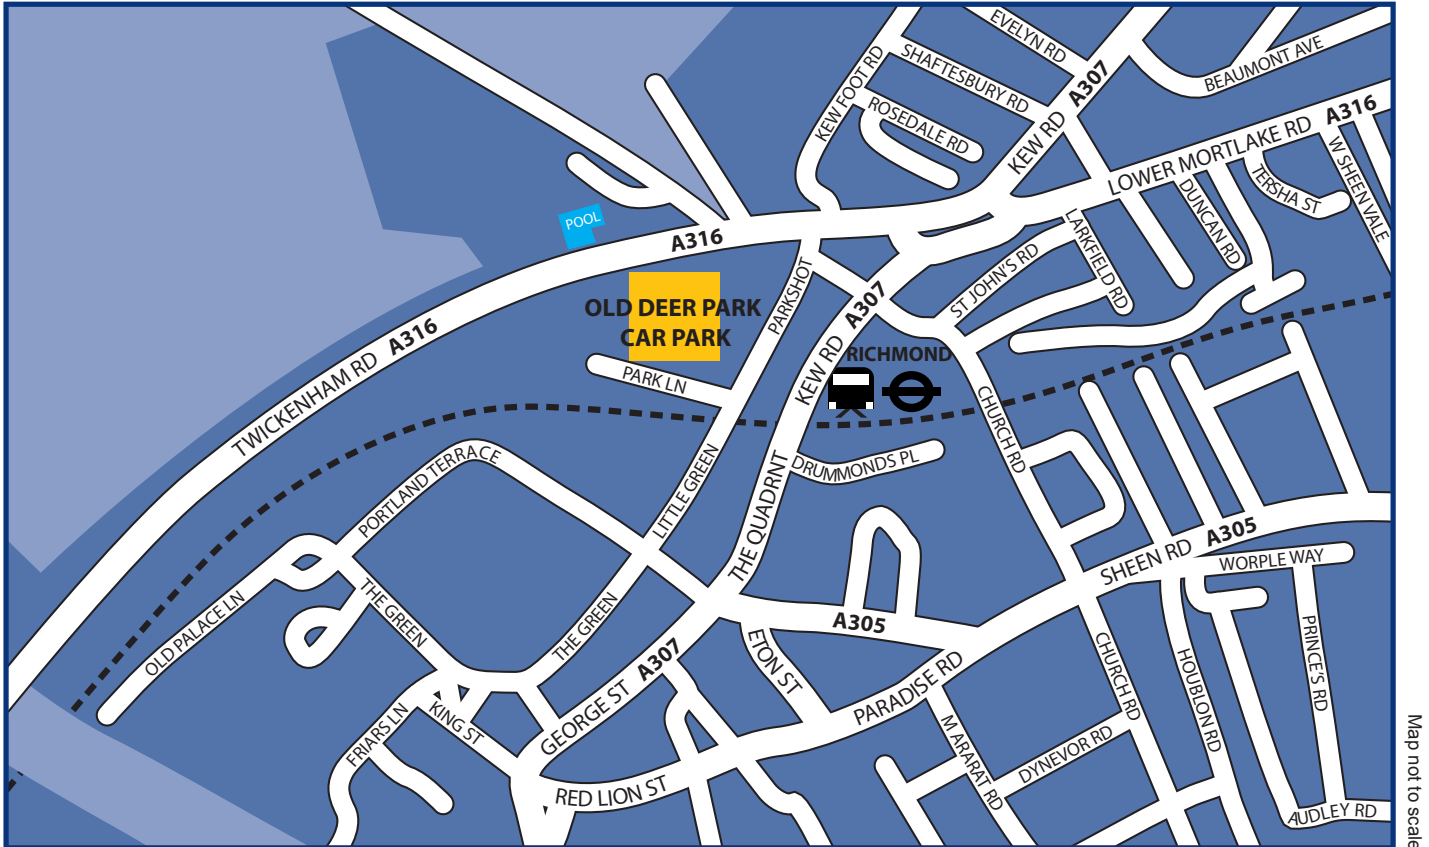 EVELYN RD
SHAFTESBURY RD
KEW FOOT RD
ROSEDALE RD
A307
KEW RD
BEAUMONT AVE
A316
LOWER MORTLAKE RD
W SHEEN VALE
TERSHA ST
DUNCAN RD
LARKFIELD RD
ST JOHN'S RD
POOL
A316
OLD DEER PARK
CAR PARK
PARKSHOT
A307
KEW RD
RICHMOND
TWICKENHAM RD
A316
PARK LN
CHURCH RD
DRUMMONDS PL
THE QUADRNT
LITTLE GREEN
PORTLAND TERRACE
SHEEN RD
A305
WORPLE WAY
OLD PALACE LN
THE GREEN
THE GREEN
A305
ETON ST
A307
GEORGE ST
PARADISE RD
CHURCH RD
HOUBLON RD
PRINCE'S RD
FRIARS LN
KING ST
RED LION ST
M ARARAT RD
DYNEVOR RD
AUDLEY RD
Map not to scale